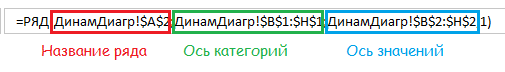 =РЯД(ДинамДиагр!$A$2;ДинамДиагр!$B$1:$H$1;ДинамДиагр!$B$2:$H$2;1)
Название ряда Ось категорий Ось значений